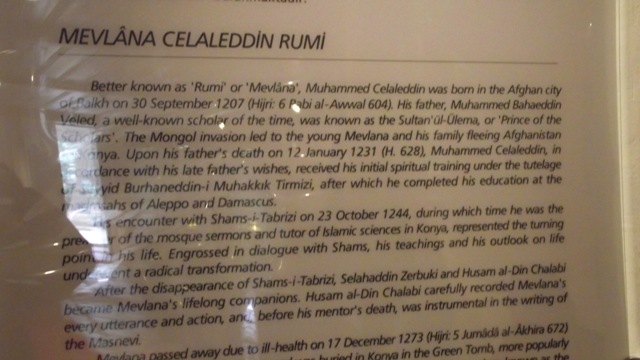 MEVLÂNA CELALEDDİN RUMİ
Better known as 'Rumi' or 'Mevlâna', Muhammed Celaleddin was born in the Afghan city
of Balkh on 30 September 1207 (Hijri: 6 Rabi al-Awwal 604). His father, Muhammed Bahaeddin
Veled, a well-known scholar of the time, was known as the Sultan'ül-Ülema, or 'Prince of the
Scholars'. The Mongol invasion led to the young Mevlana and his family fleeing Afghanistan
Konya. Upon his father's death on 12 January 1231 (H. 628), Muhammed Celaleddin, in
accordance with his late father's wishes, received his initial spiritual training under the tutelage
of Seyyid Burhaneddin-i Muhakkık Tirmizi, after which he completed his education at the
madrasahs of Aleppo and Damascus.
His encounter with Shams-i-Tabrizi on 23 October 1244, during which time he was the
of the mosque sermons and tutor of Islamic sciences in Konya, represented the turning
point his life. Engrossed in dialogue with Shams, his teachings and his outlook on life
underwent a radical transformation.
After the disappearance of Shams-i-Tabrizi, Selahaddin Zerbuki and Husam al-Din Chalabi
became Mevlana's lifelong companions. Husam al-Din Chalabi carefully recorded Mevlana's
every utterance and action, and, before his mentor's death, was instrumental in the writing of
the Masnevi.
Mevlana passed away due to ill-health on 17 December 1273 (Hijri: 5 Jumâdâ al-Âkhira 672)
buried in Konya in the Green Tomb, more popularly